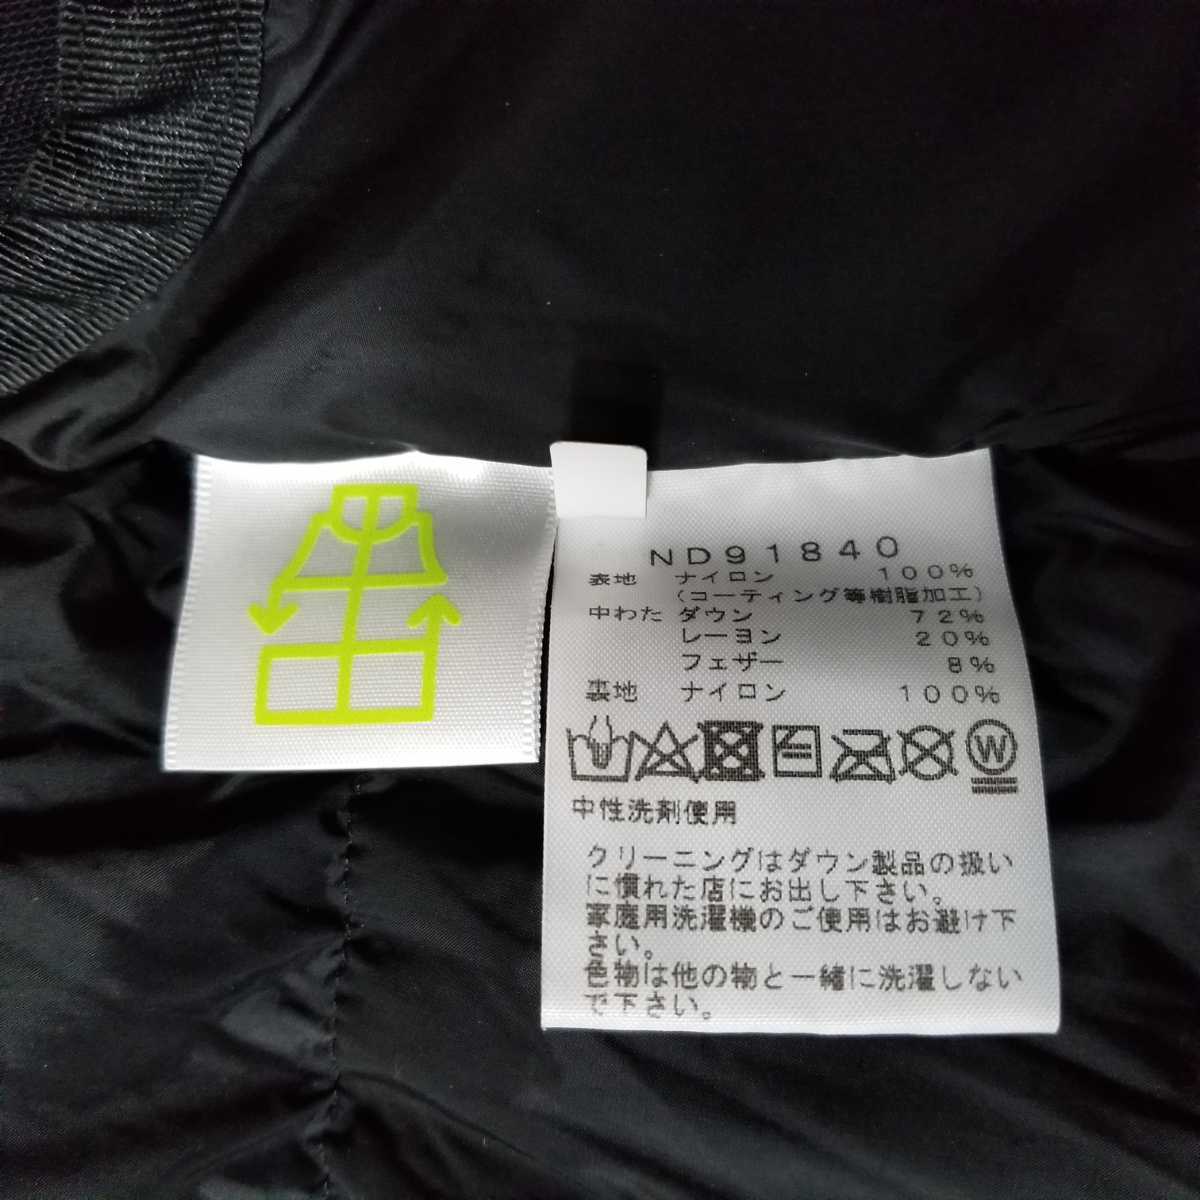 ND91840
表地 ナイロン 100%
(コーティング等樹脂加工)
中わた ダウン 72%
レーヨン 20%
フェザー 8%
裏地 ナイロン 100%
W
中性洗剤使用
クリーニングはダウン製品の扱い
に慣れた店にお出し下さい。
家庭用洗濯機のご使用はお避け下
さい。
色物は他の物と一緒に洗濯しない
で下さい。